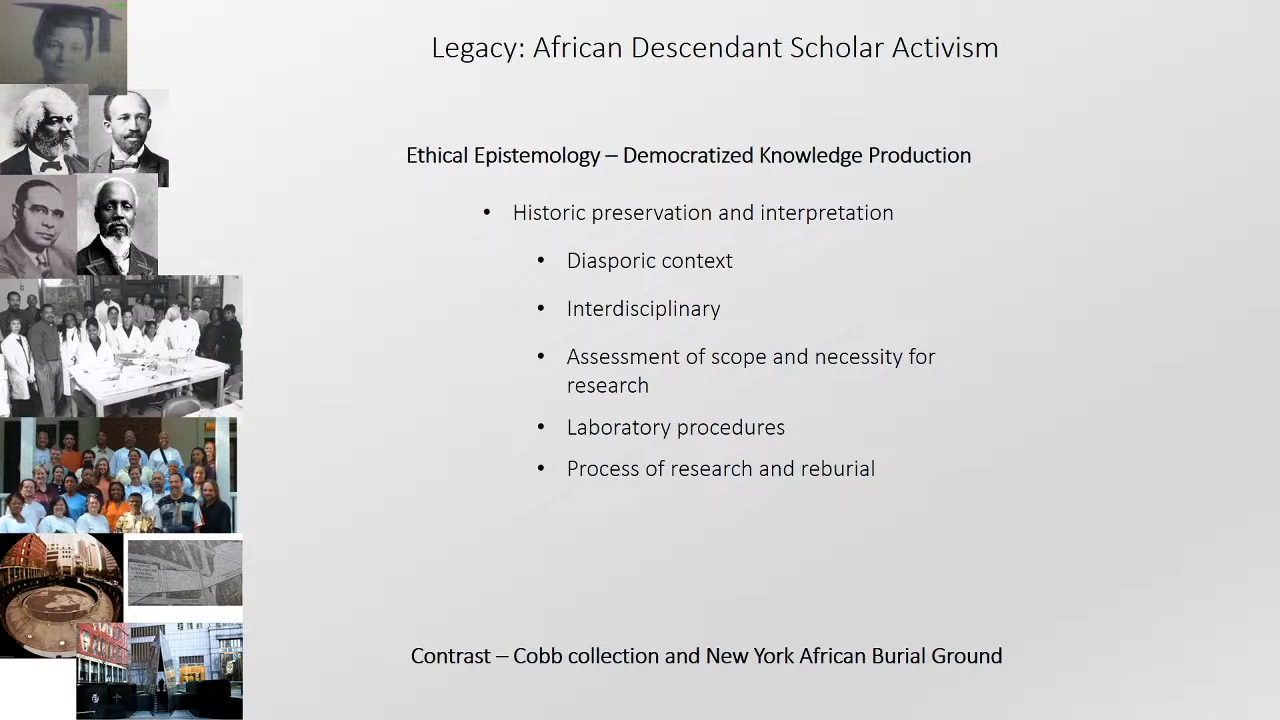 Legacy: African Descendant Scholar Activism
Ethical Epistemology – Democratized Knowledge Production
• Historic preservation and interpretation
• Diasporic context
• Interdisciplinary
• Assessment of scope and necessity for
research
• Laboratory procedures
• Process of research and reburial
Contrast – Cobb collection and New York African Burial Ground